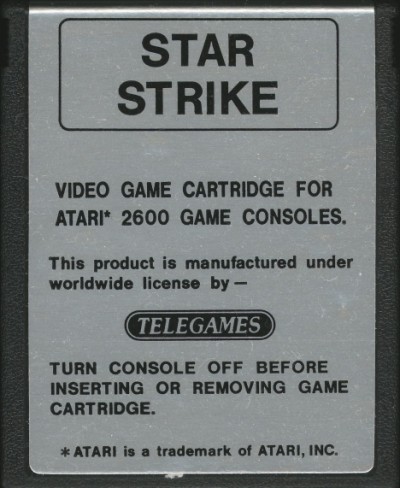 STAR
STRIKE
VIDEO GAME CARTRIDGE FOR
ATARI* 2600 GAME CONSOLES.
This product is manufactured under
worldwide license by —
TELEGAMES
TURN CONSOLE OFF BEFORE
INSERTING OR REMOVING GAME
CARTRIDGE.
* ATARI is a trademark of ATARI, INC.